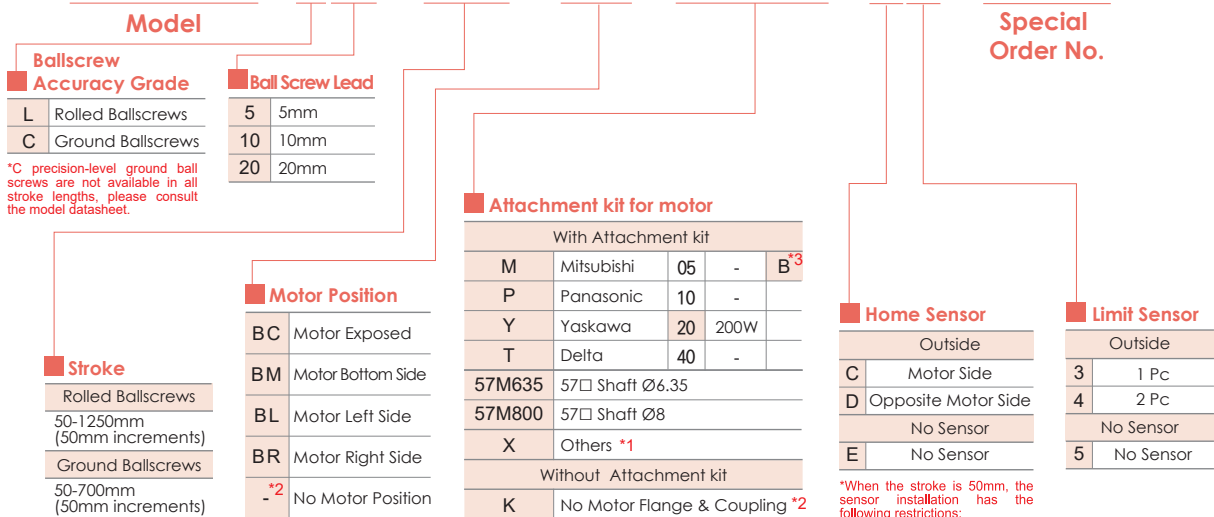 Model
Special
Order No.
Ballscrew
Accuracy Grade
L Rolled Ballscrews
C Ground Ballscrews
*C precision-level ground ball
screws are not available in all
stroke lengths, please consult
the model datasheet.
Ball Screw Lead
5 5mm
10 10mm
20 20mm
Stroke
Rolled Ballscrews
50-1250mm
(50mm increments)
Ground Ballscrews
50-700mm
(50mm increments)
Motor Position
BC Motor Exposed
BM Motor Bottom Side
BL Motor Left Side
BR Motor Right Side
-*2 No Motor Position
Attachment kit for motor
With Attachment kit
M Mitsubishi 05 - B*3
P Panasonic 10 -
Y Yaskawa 20 200W
T Delta 40 -
57M635 57□ Shaft Ø6.35
57M800 57□ Shaft Ø8
X Others *1
Without Attachment kit
K No Motor Flange & Coupling *2
Home Sensor
Outside
C Motor Side
D Opposite Motor Side
No Sensor
E No Sensor
*When the stroke is 50mm, the
sensor installation has the
following restrictions:
Limit Sensor
Outside
3 1 Pc
4 2 Pc
No Sensor
5 No Sensor